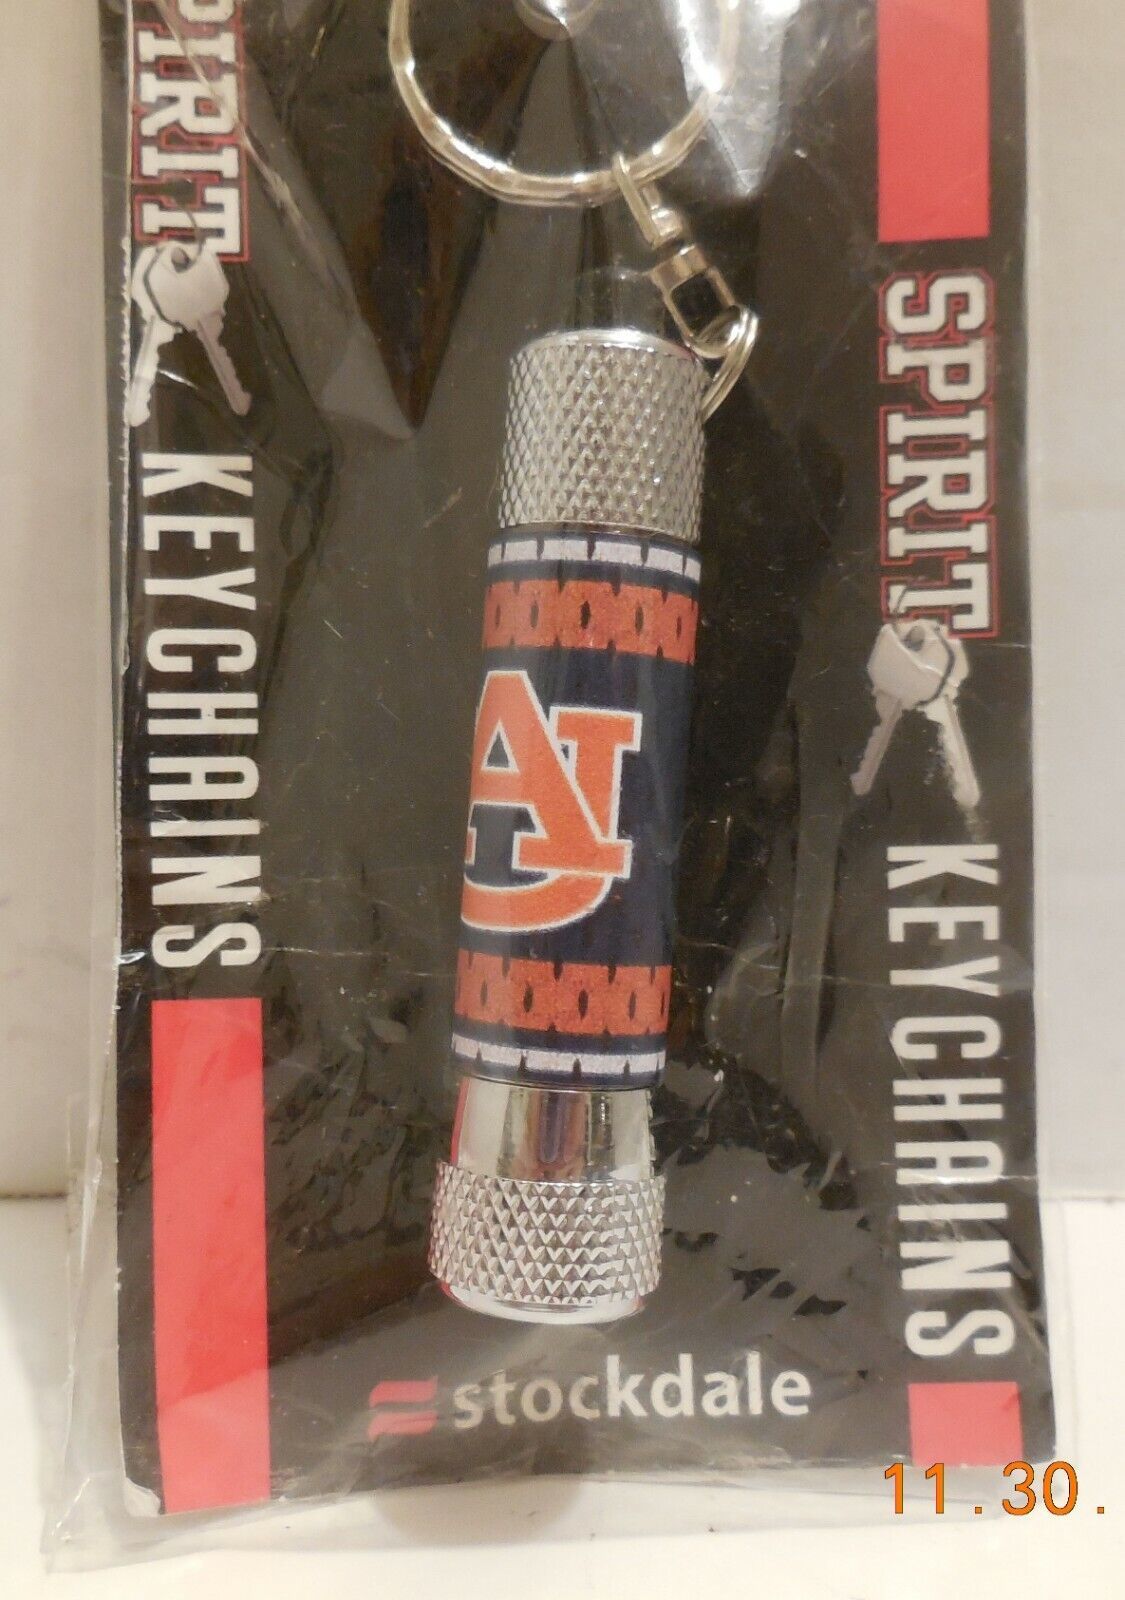 SPIRIT
KEYCHAINS
SPIRIT
KEYCHAINS
AU
stockdale
11.30.